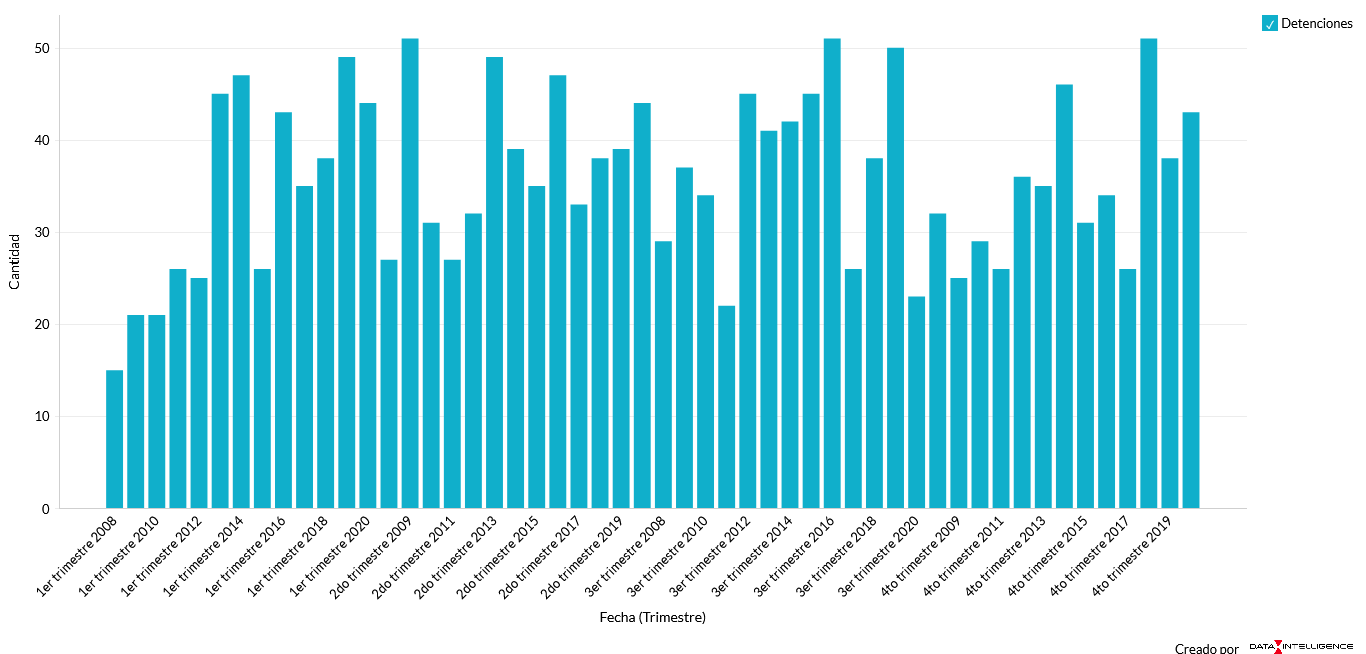 Detenciones
50
40
30
20
10
0
Cantidad
1er trimestre 2008
1er trimestre 2010
1er trimestre 2012
1er trimestre 2014
1er trimestre 2016
1er trimestre 2018
1er trimestre 2020
2do trimestre 2009
2do trimestre 2011
2do trimestre 2013
2do trimestre 2015
2do trimestre 2017
2do trimestre 2019
3er trimestre 2008
3er trimestre 2010
3er trimestre 2012
3er trimestre 2014
3er trimestre 2016
3er trimestre 2018
3er trimestre 2020
4to trimestre 2009
4to trimestre 2011
4to trimestre 2013
4to trimestre 2015
4to trimestre 2017
4to trimestre 2019
Fecha (Trimestre)
Creado por DATA INTELLIGENCE